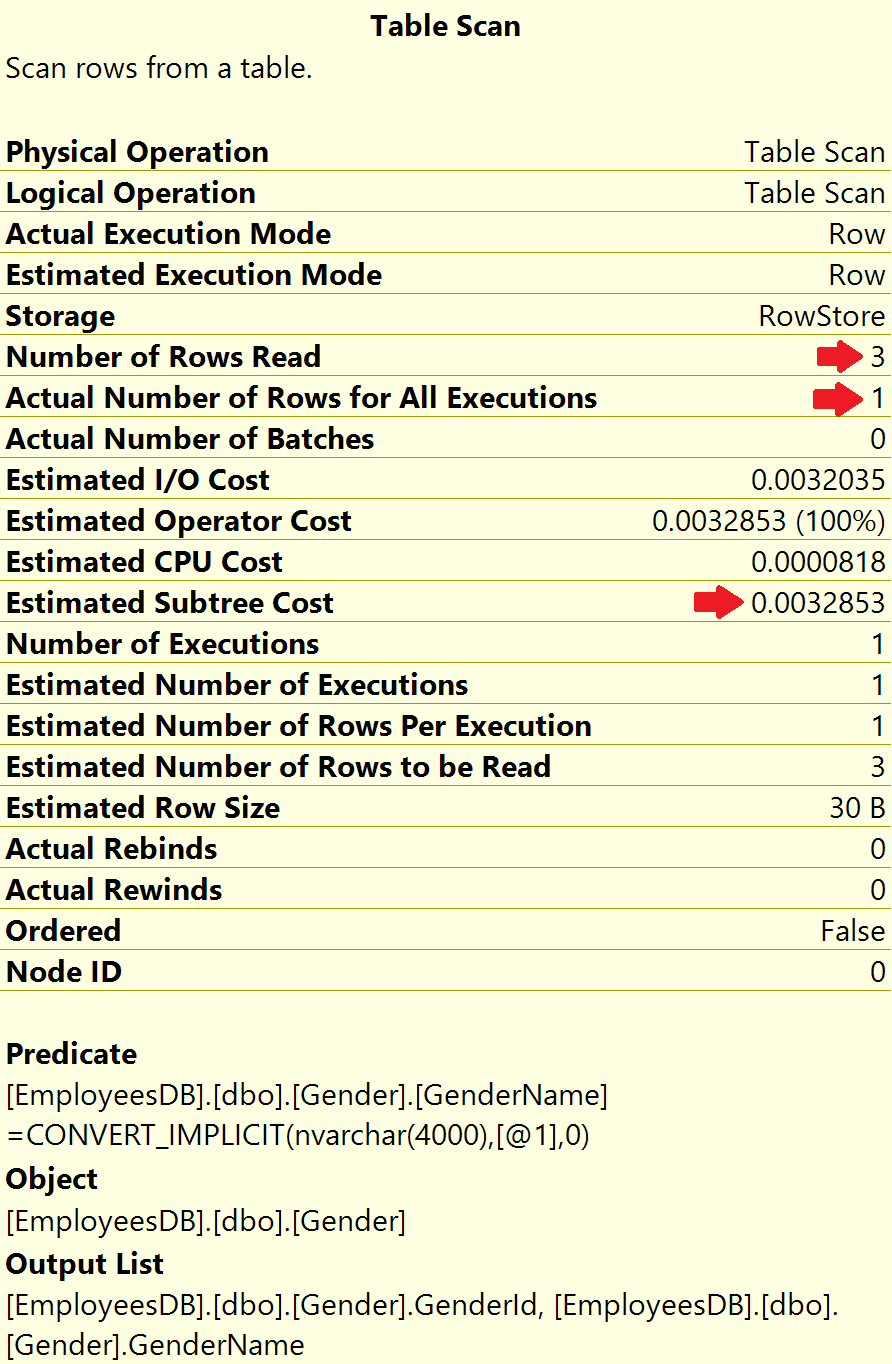 Table Scan
Scan rows from a table.
Physical Operation Table Scan
Logical Operation Table Scan
Actual Execution Mode Row
Estimated Execution Mode Row
Storage RowStore
Number of Rows Read 3
Actual Number of Rows for All Executions 1
Actual Number of Batches 0
Estimated I/O Cost 0.0032035
Estimated Operator Cost 0.0032853 (100%)
Estimated CPU Cost 0.0000818
Estimated Subtree Cost 0.0032853
Number of Executions 1
Estimated Number of Executions 1
Estimated Number of Rows Per Execution 1
Estimated Number of Rows to be Read 3
Estimated Row Size 30 B
Actual Rebinds 0
Actual Rewinds 0
Ordered False
Node ID 0
Predicate
[EmployeesDB].[dbo].[Gender].[GenderName]
=CONVERT_IMPLICIT(nvarchar(4000),[@1],0)
Object
[EmployeesDB].[dbo].[Gender]
Output List
[EmployeesDB].[dbo].[Gender].GenderId, [EmployeesDB].[dbo].
[Gender].GenderName